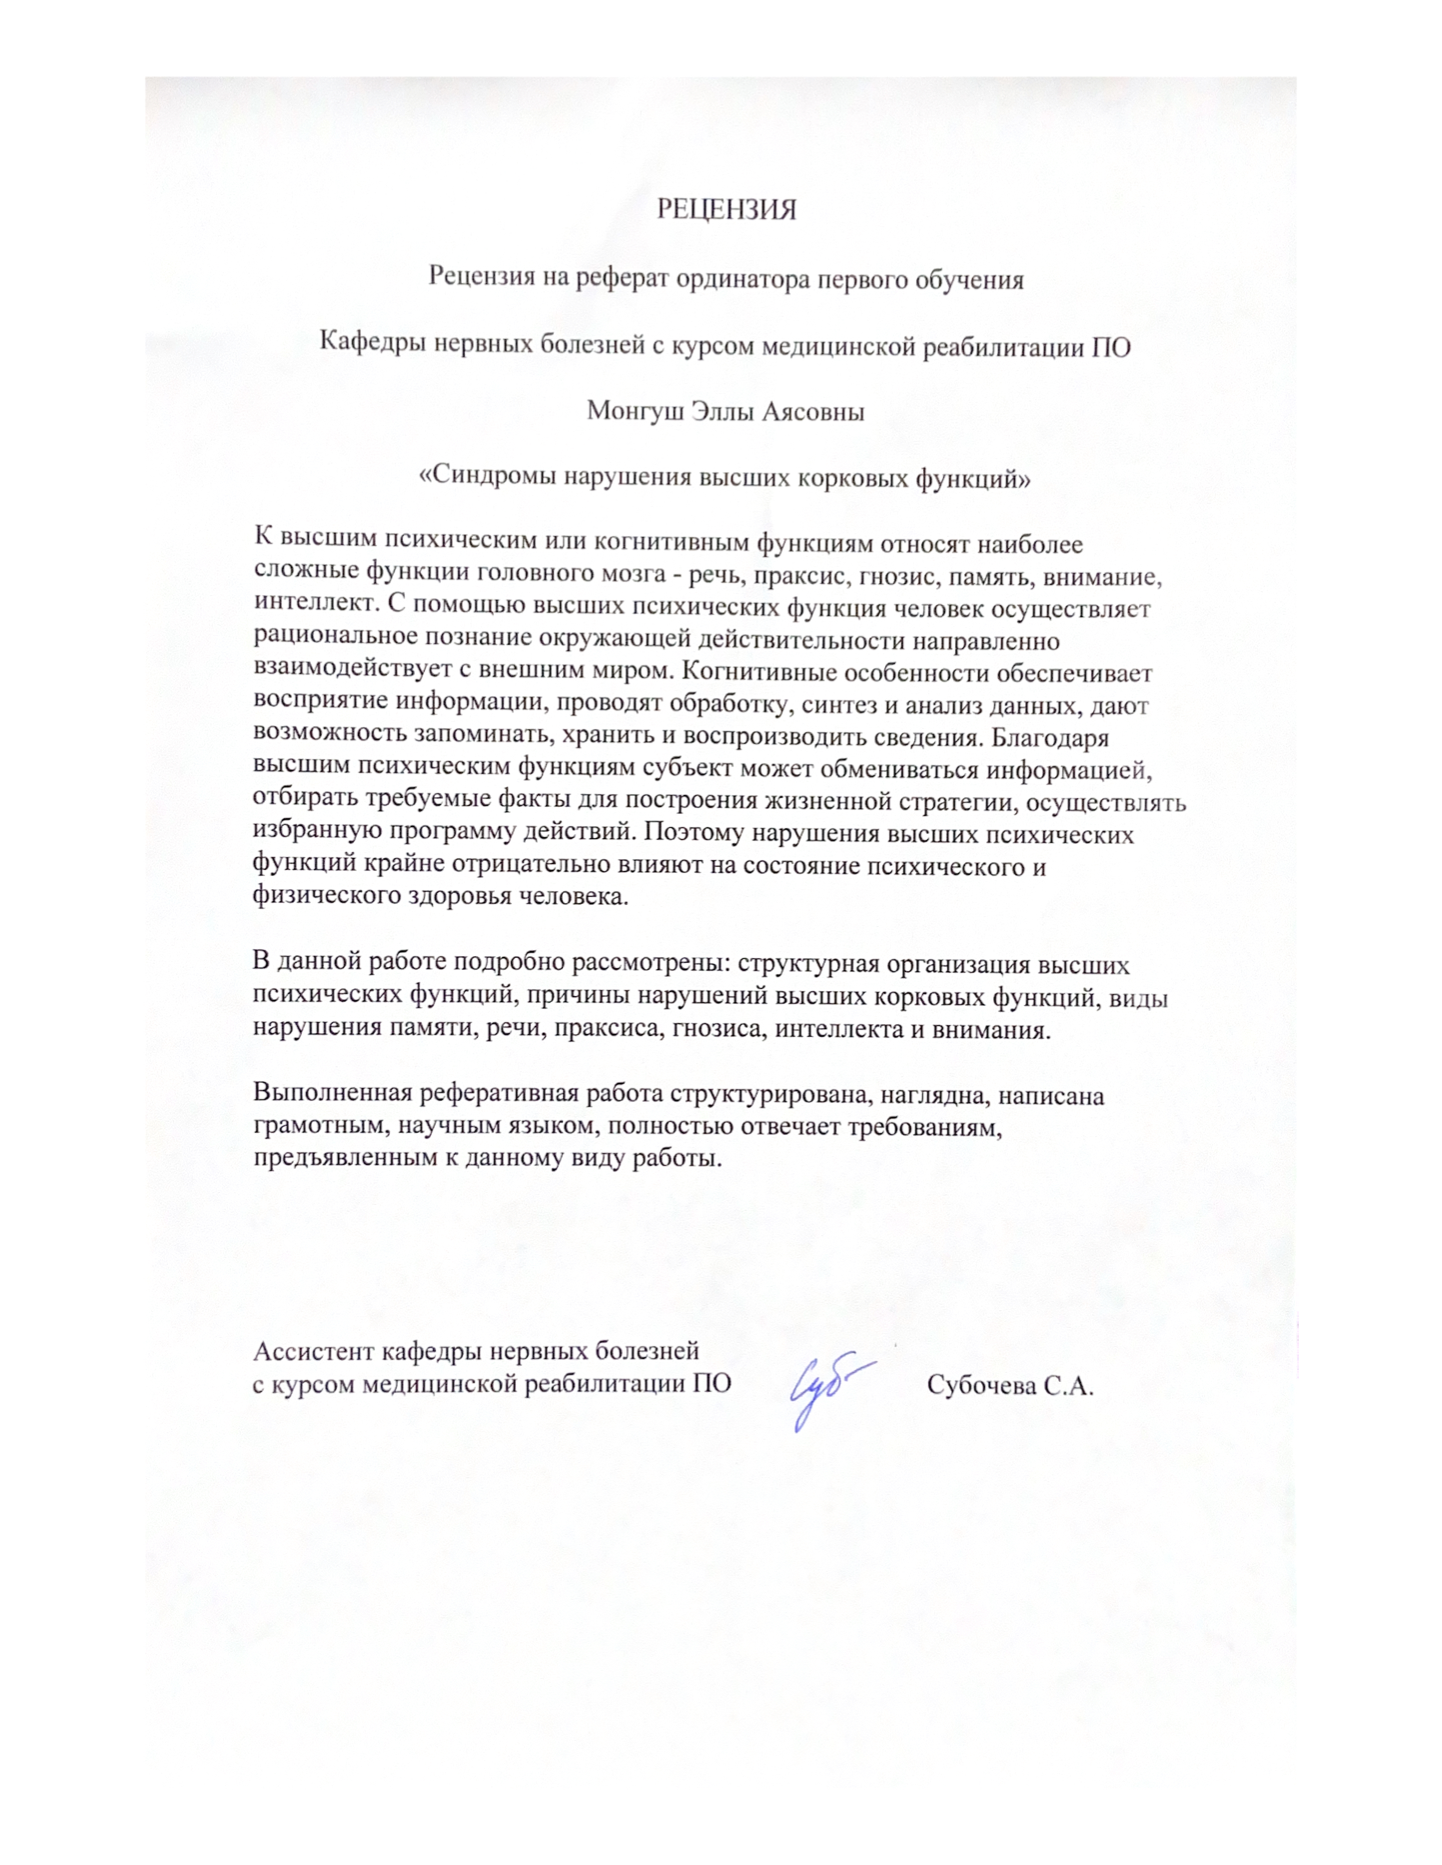 РЕЦЕНЗИЯ
Рецензия на реферат ординатора первого обучения
Кафедры нервных болезней с курсом медицинской реабилитации ПО
Монгуш Эллы Аясовны
«Синдромы нарушения высших корковых функций»
К высшим психическим или когнитивным функциям относят наиболее
сложные функции головного мозга - речь, праксис, гнозис, память, внимание,
интеллект. С помощью высших психических функция человек осуществляет
рациональное познание окружающей действительности направленно
взаимодействует с внешним миром. Когнитивные особенности обеспечивает
восприятие информации, проводят обработку, синтез и анализ данных, дают
возможность запоминать, хранить и воспроизводить сведения. Благодаря
высшим психическим функциям субъект может обмениваться информацией,
отбирать требуемые факты для построения жизненной стратегии, осуществлять
избранную программу действий. Поэтому нарушения высших психических
функций крайне отрицательно влияют на состояние психического и
физического здоровья человека.
В данной работе подробно рассмотрены: структурная организация высших
психических функций, причины нарушений высших корковых функций, виды
нарушения памяти, речи, праксиса, гнозиса, интеллекта и внимания.
Выполненная реферативная работа структурирована, наглядна, написана
грамотным, научным языком, полностью отвечает требованиям,
предъявленным к данному виду работы.
Ассистент кафедры нервных болезней
с курсом медицинской реабилитации ПО Суб Субочева С.А.